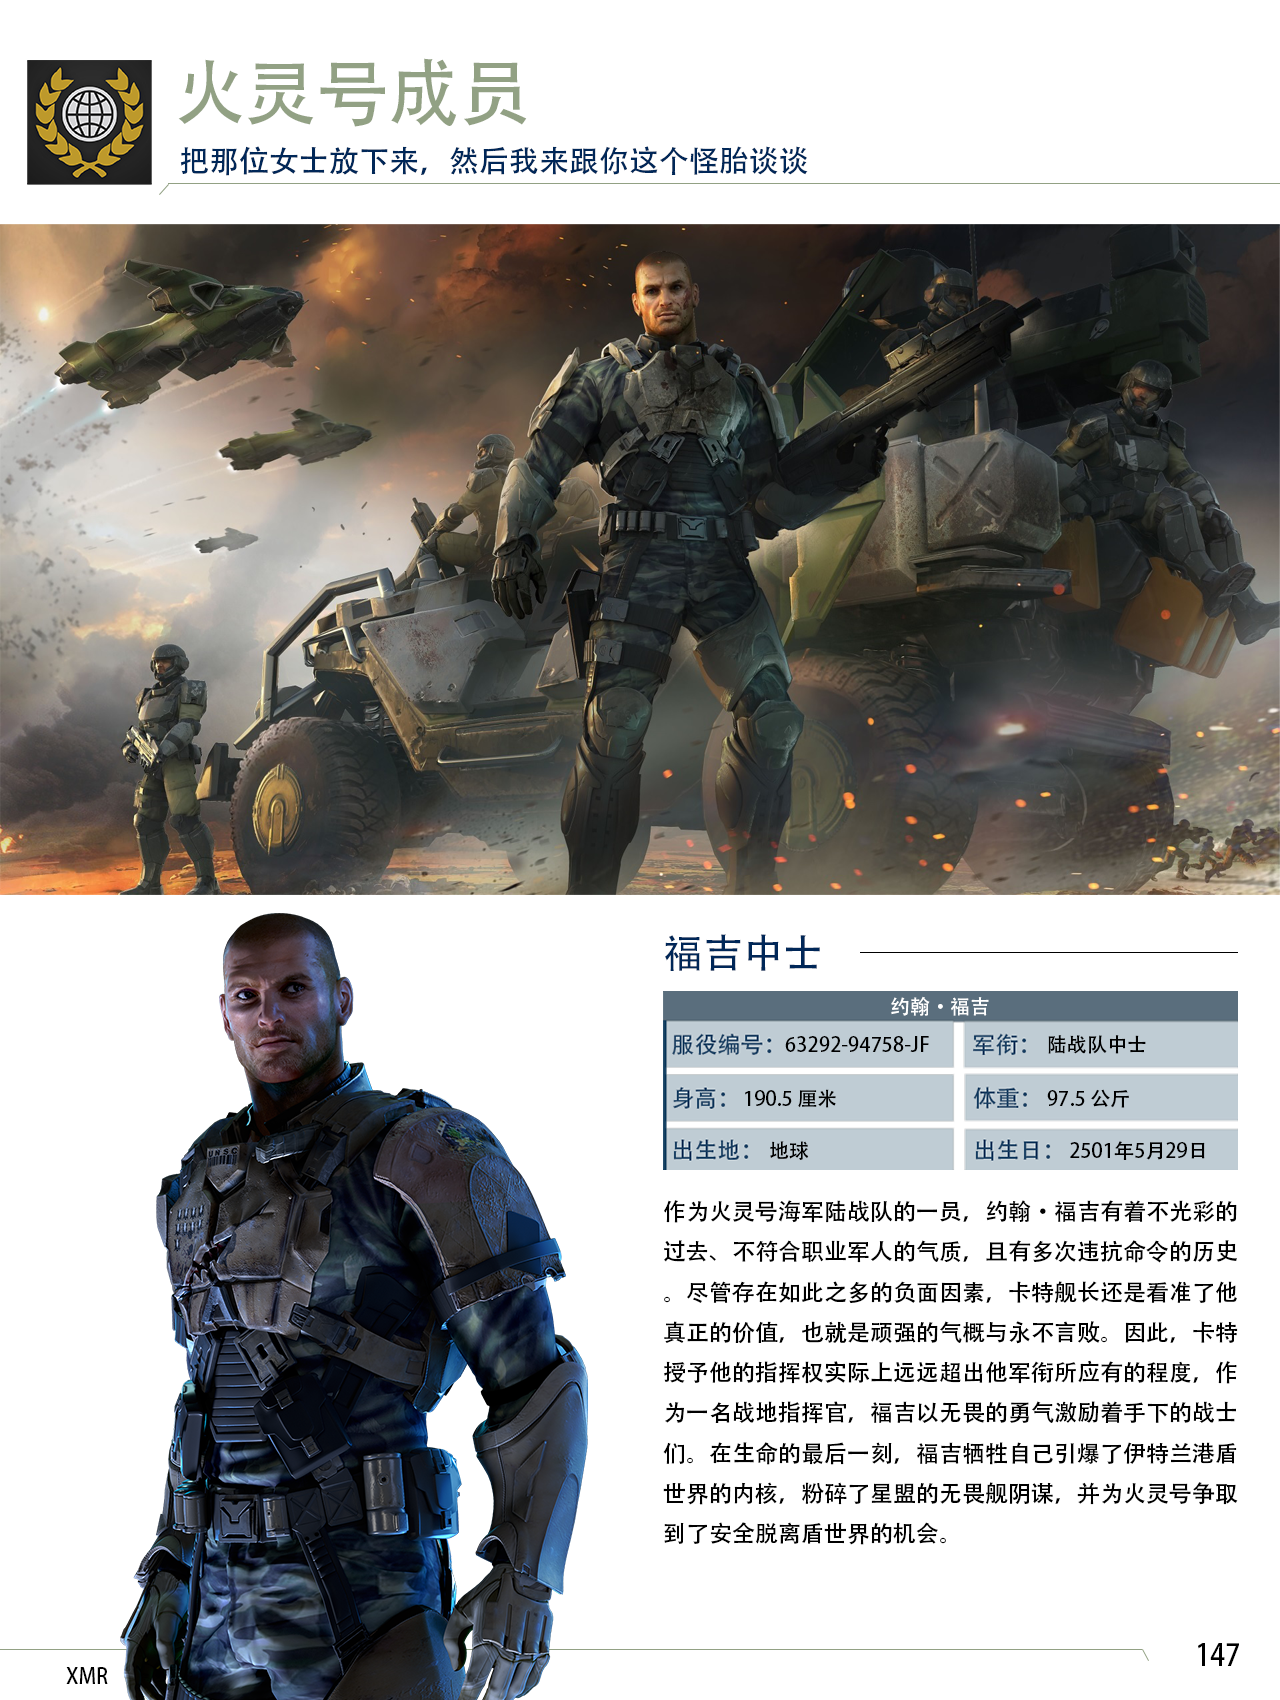 火灵号成员
把那位女士放下来，然后我来跟你这个怪胎谈谈
福吉中士
约翰·福吉
服役编号：63292-94758-JF
军衔：陆战队中士
身高：190.5 厘米
体重：97.5 公斤
出生地：地球
出生日：2501年5月29日
作为火灵号海军陆战队的一员，约翰·福吉有着不光彩的
过去、不符合职业军人的气质，且有多次违抗命令的历史
。尽管存在如此之多的负面因素，卡特舰长还是看准了他
真正的价值，也就是顽强的气概与永不言败。因此，卡特
授予他的指挥权实际上远远超出他军衔所应有的程度，作
为一名战地指挥官，福吉以无畏的勇气激励着手下的战士
们。在生命的最后一刻，福吉牺牲自己引爆了伊特兰港盾
世界的内核，粉碎了星盟的无畏舰阴谋，并为火灵号争取
到了安全脱离盾世界的机会。
UNSC
XMR
147